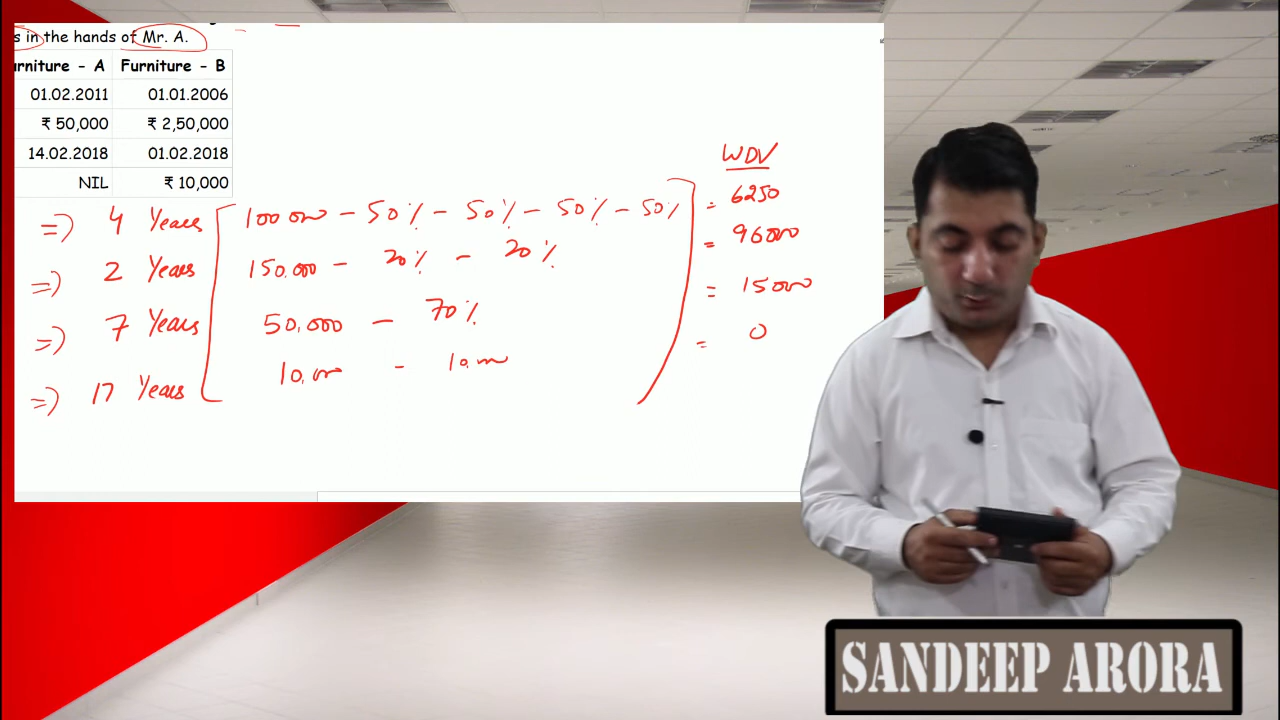 s in the hands of Mr. A.
urniture - A Furniture - B
01.02.2011 01.01.2006
₹ 50,000 ₹ 2,50,000
14.02.2018 01.02.2018
NIL ₹ 10,000
WDV
=> 4 Years 100000 - 50% - 50% - 50% - 50% = 6250
=> 2 Years 150.000 - 20% - 20% = 96000
=> 7 Years 50,000 - 70% = 15000
=> 17 Years 10,000 - 10,000 = 0
SANDEEP ARORA